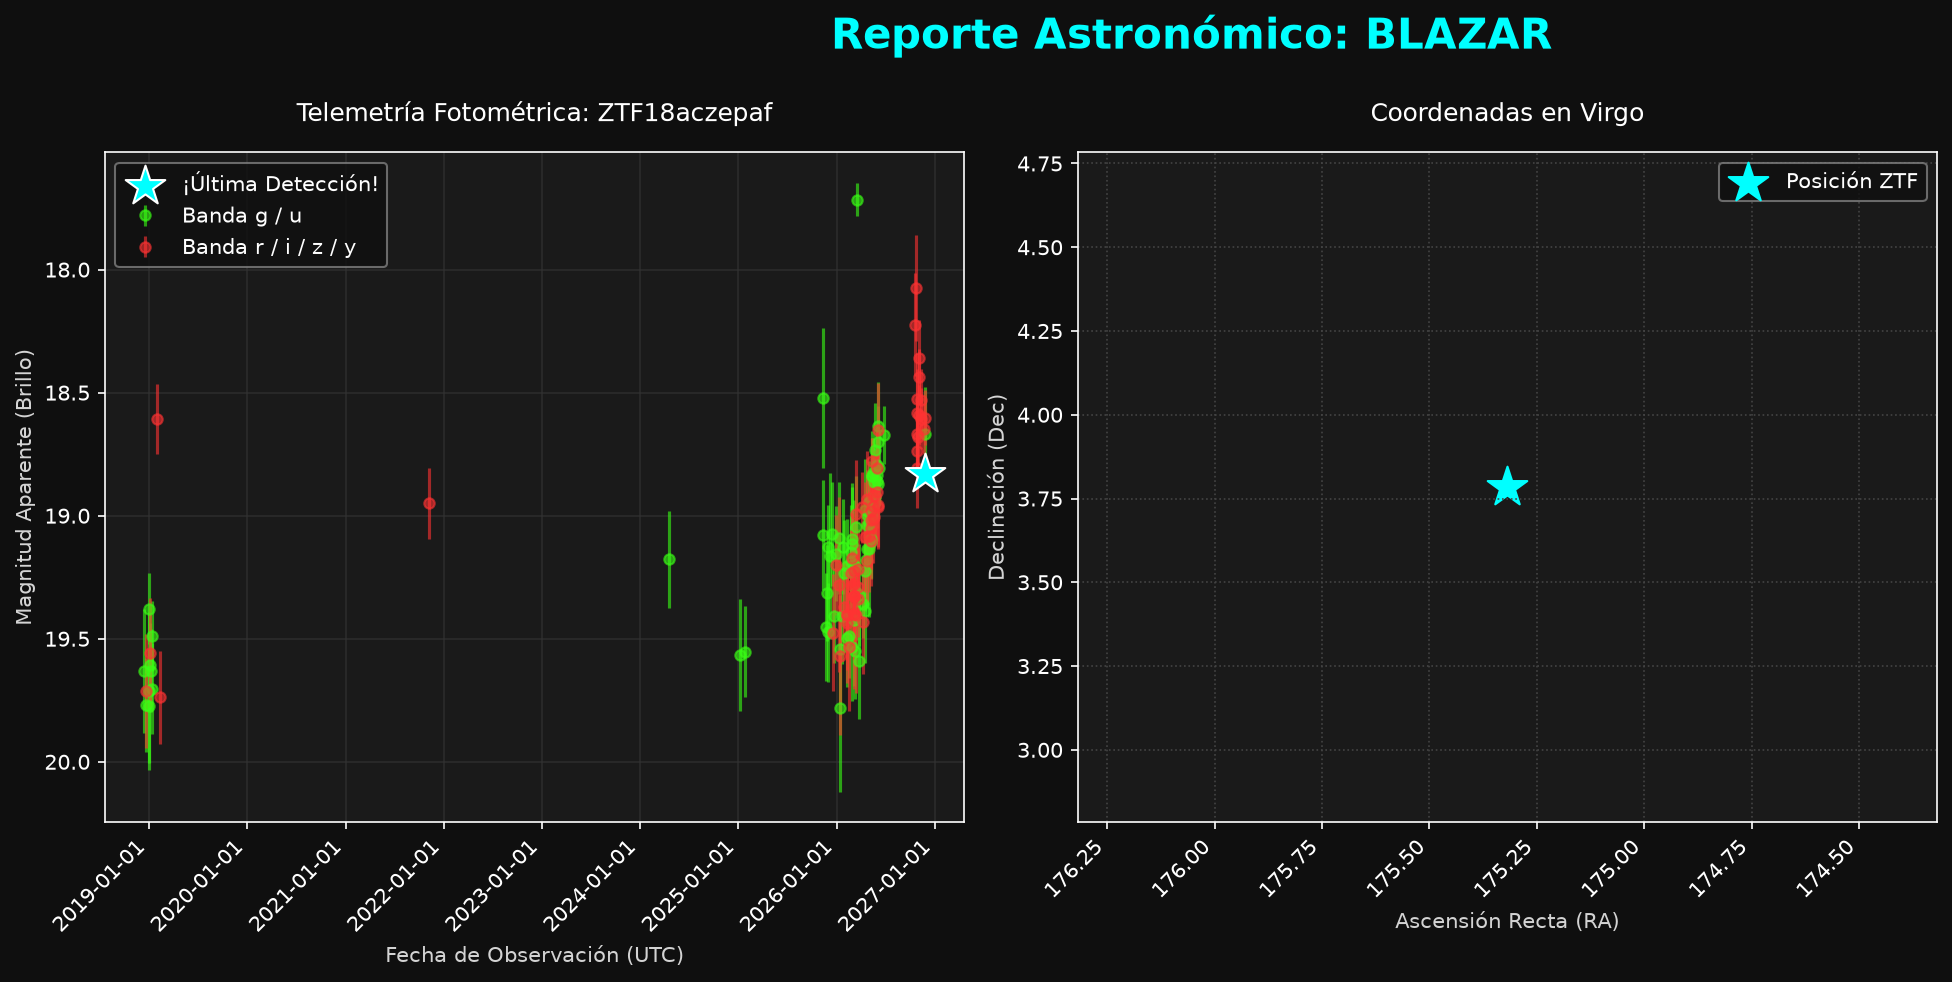 Reporte Astronómico: BLAZAR
Telemetría Fotométrica: ZTF18aczepaf
¡Última Detección!
Banda g / u
Banda r / i / z / y
Magnitud Aparente (Brillo)
18.0
18.5
19.0
19.5
20.0
2019-01-01
2020-01-01
2021-01-01
2022-01-01
2023-01-01
2024-01-01
2025-01-01
2026-01-01
2027-01-01
Fecha de Observación (UTC)
Coordenadas en Virgo
Posición ZTF
Declinación (Dec)
4.75
4.50
4.25
4.00
3.75
3.50
3.25
3.00
176.25
176.00
175.75
175.50
175.25
175.00
174.75
174.50
Ascensión Recta (RA)